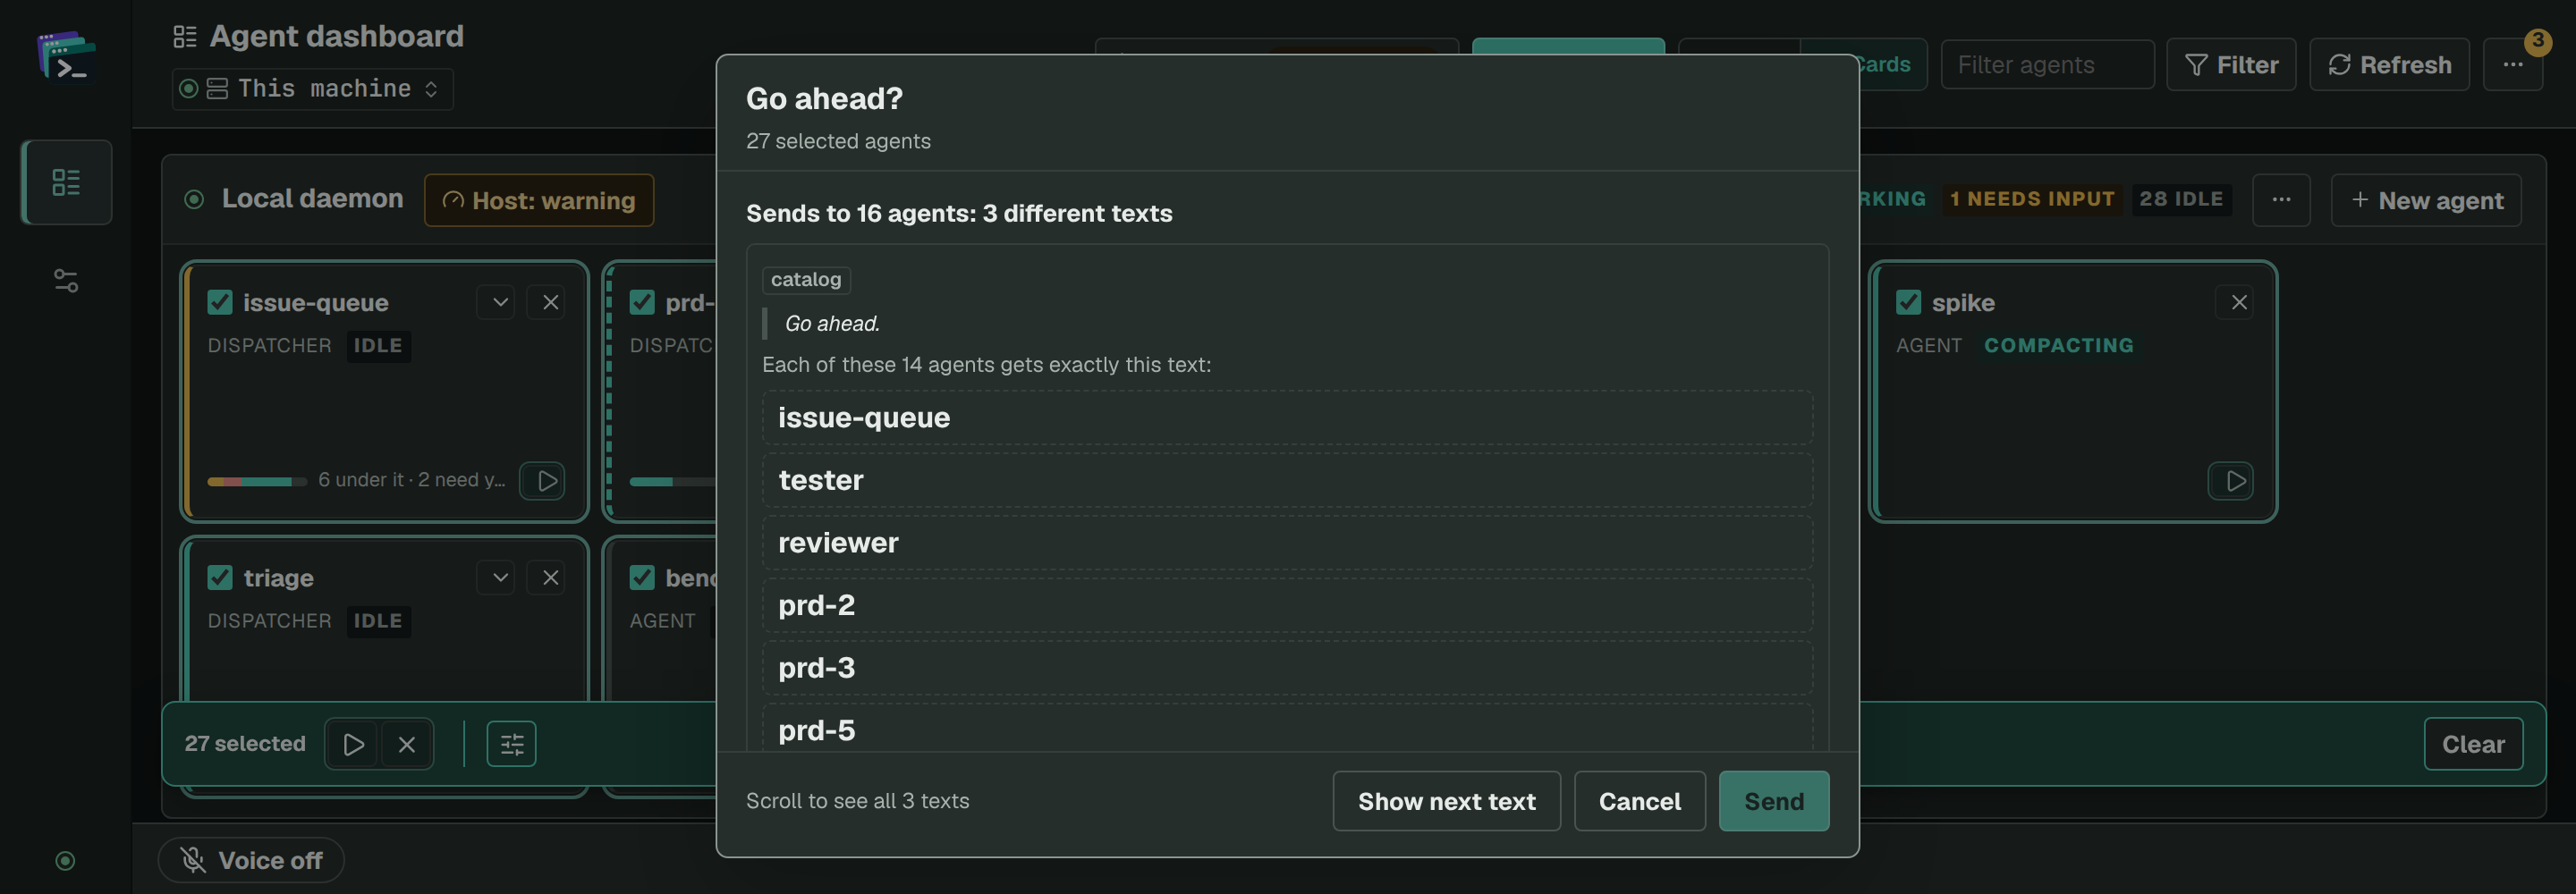 Agent dashboard
This machine
Cards
Filter agents
Filter
Refresh
3
Local daemon
Host: warning
1 NEEDS INPUT
28 IDLE
New agent
issue-queue
DISPATCHER IDLE
6 under it · 2 need y...
triage
DISPATCHER IDLE
AGENT
spike
AGENT COMPACTING
27 selected
Clear
Voice off
Go ahead?
27 selected agents
Sends to 16 agents: 3 different texts
catalog
Go ahead.
Each of these 14 agents gets exactly this text:
issue-queue
tester
reviewer
prd-2
prd-3
prd-5
Scroll to see all 3 texts
Show next text
Cancel
Send